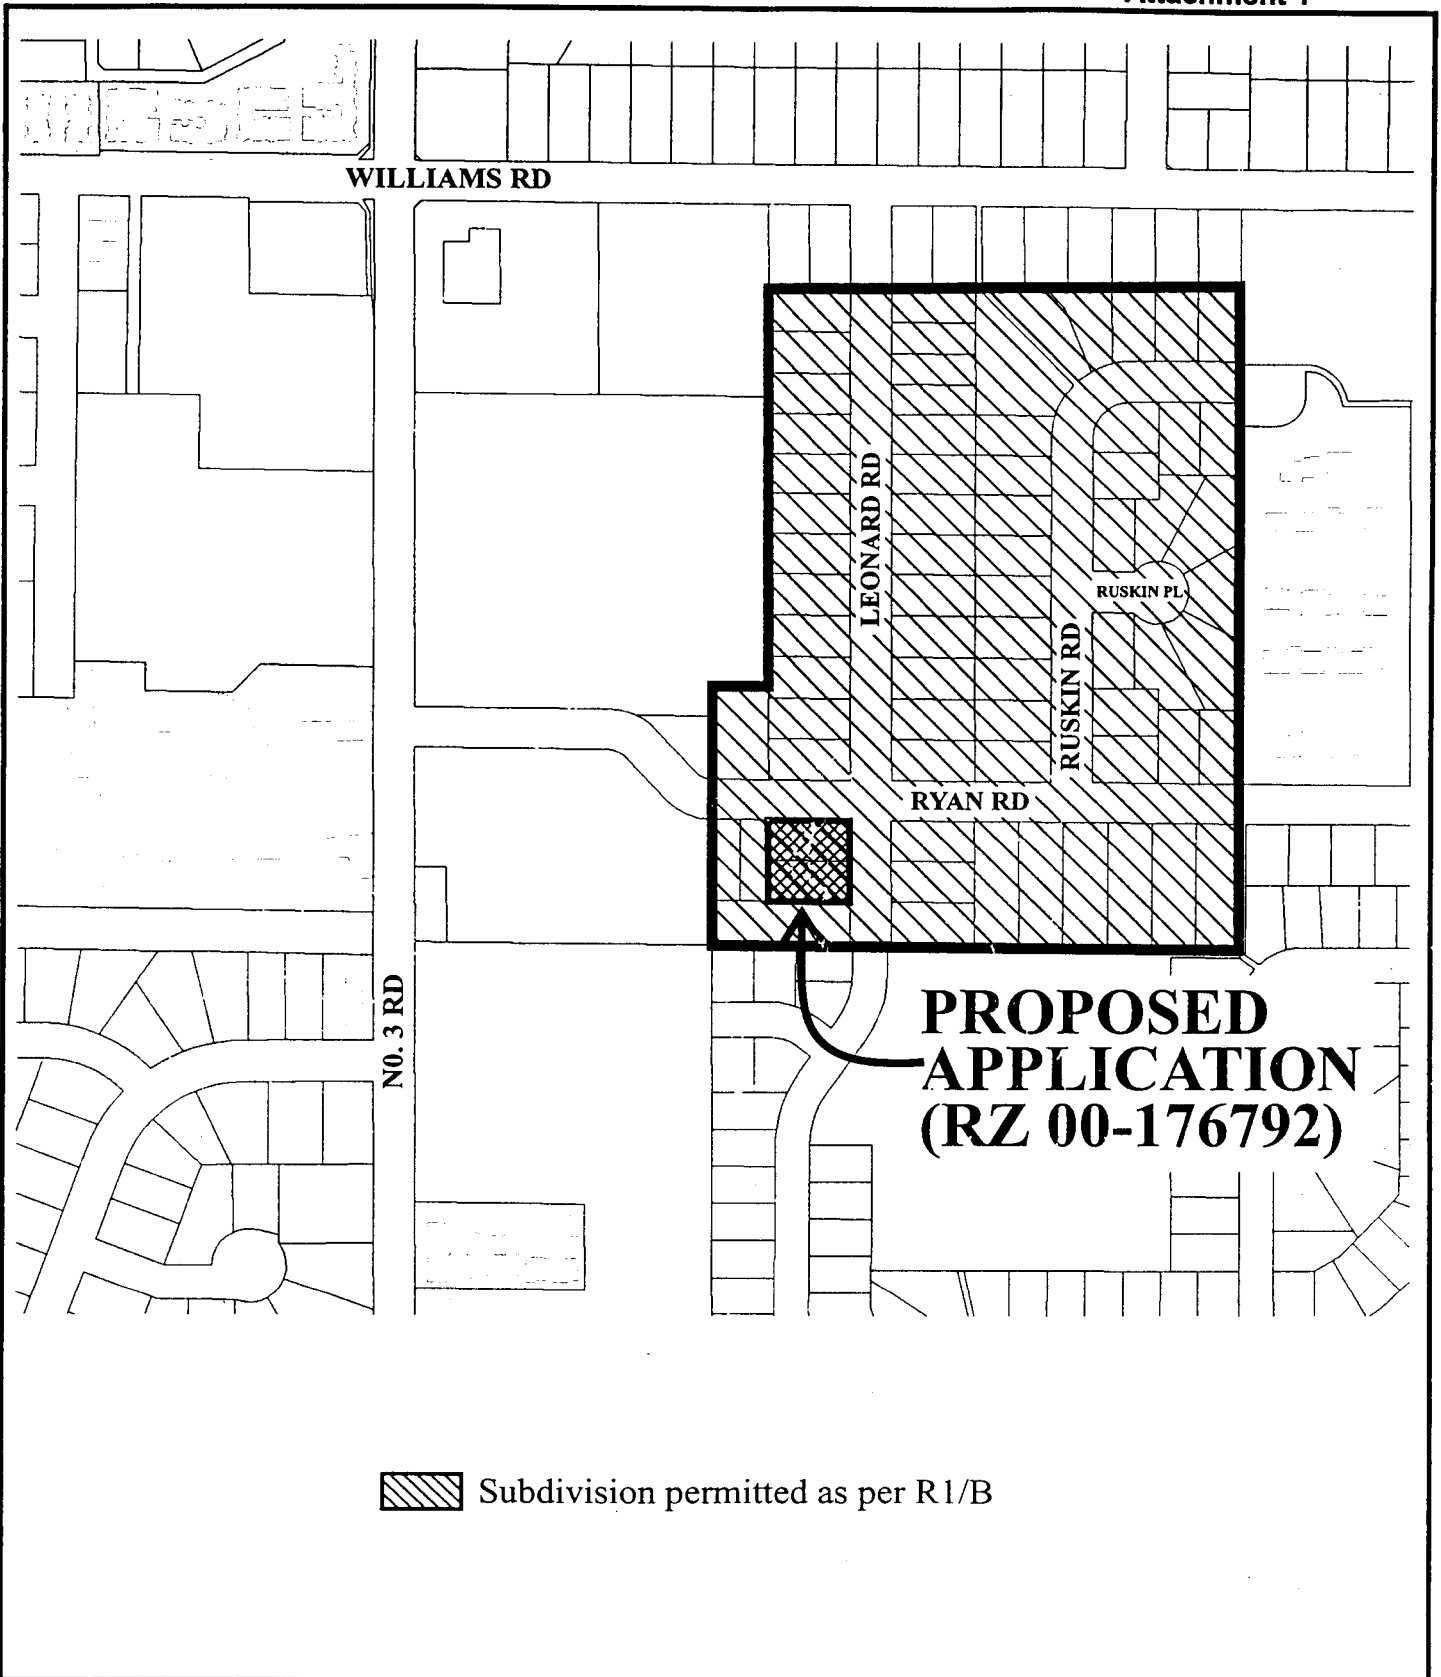 WILLIAMS RD
LEONARD RD
RUSKIN PL
RUSKIN RD
RYAN RD
N0. 3 RD
PROPOSED
APPLICATION
(RZ 00-176792)
Subdivision permitted as per R1/B